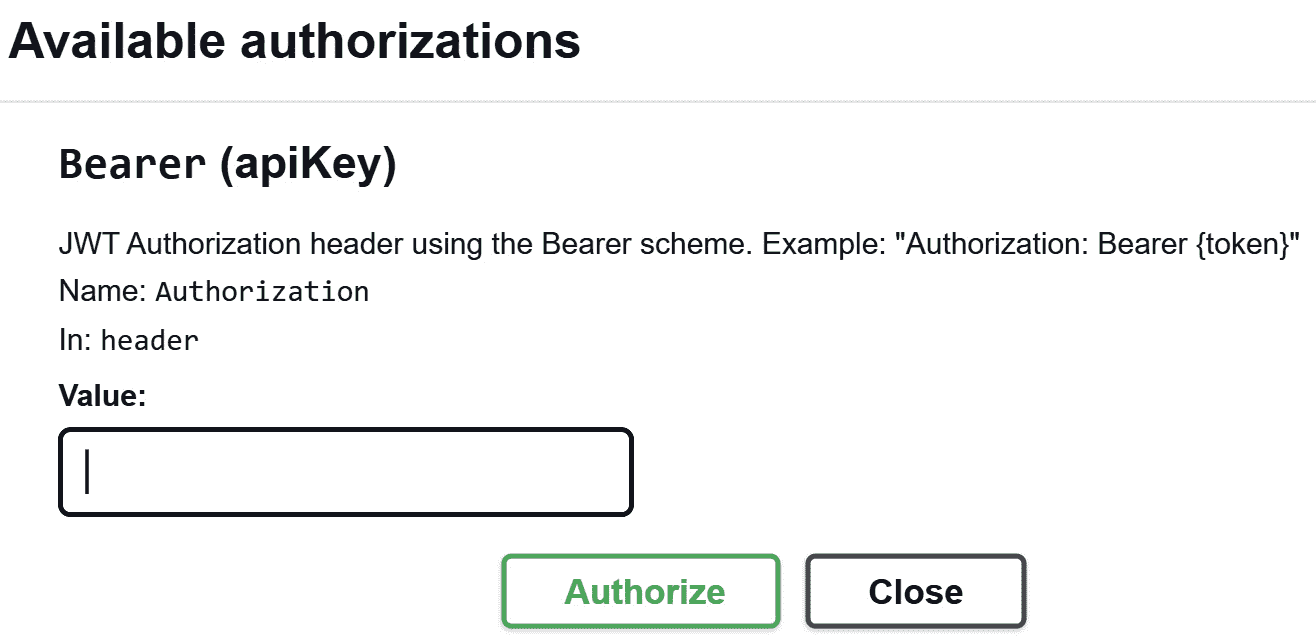 Available authorizations
Bearer (apiKey)
JWT Authorization header using the Bearer scheme. Example: "Authorization: Bearer {token}"
Name: Authorization
In: header
Value:
Authorize Close